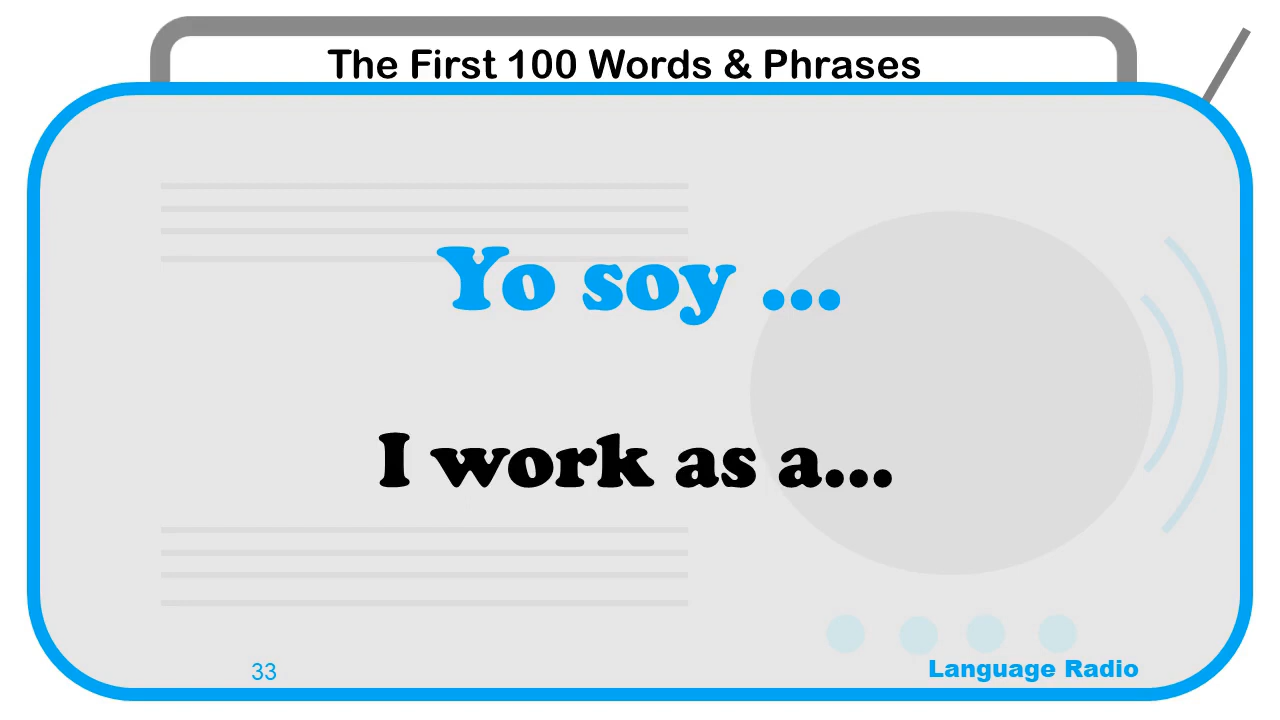 The First 100 Words & Phrases
Yo soy ...
I work as a...
33
Language Radio